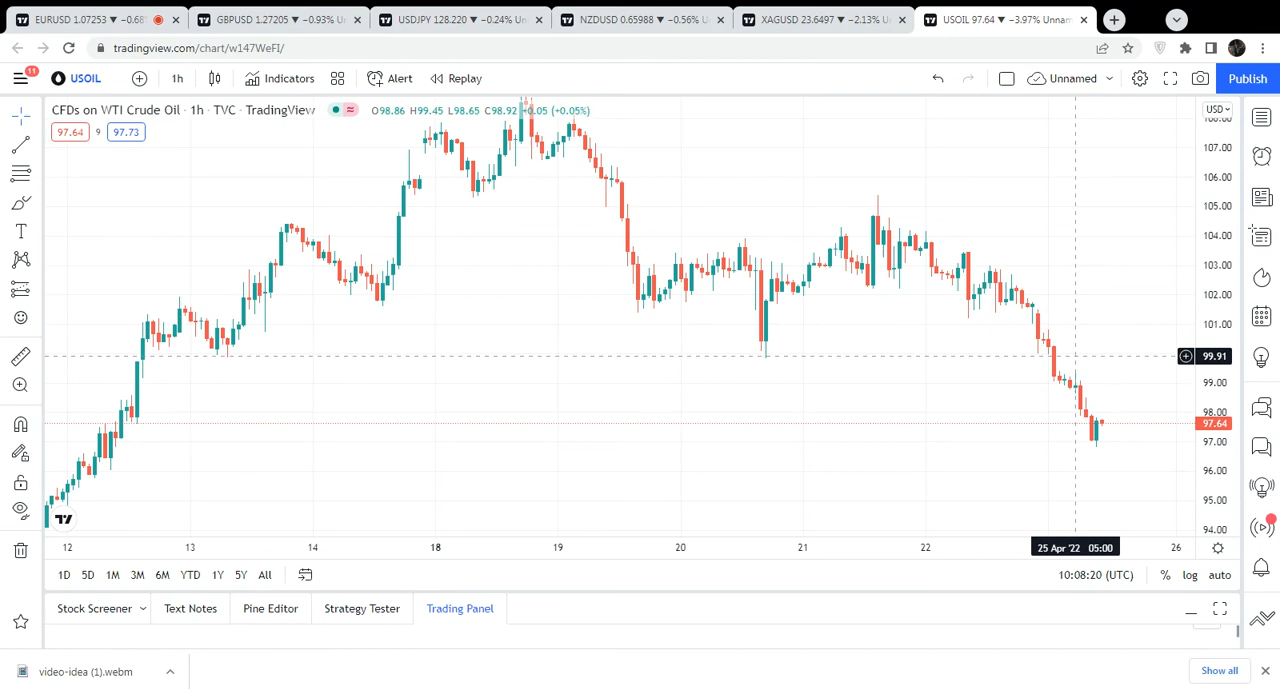 EURUSD 1.07253 ▼ −0.68
GBPUSD 1.27205 ▼ −0.93% Unnam
USDJPY 128.220 ▼ −0.24% Unnam
NZDUSD 0.65988 ▼ −0.56% Unnam
XAGUSD 23.6497 ▼ −2.13% Unnam
USOIL 97.64 ▼ −3.97% Unnam
tradingview.com/chart/w147WeFI/
11
USOIL
1h
Indicators
Alert
Replay
Unnamed
Publish
CFDs on WTI Crude Oil · 1h · TVC · TradingView
O98.86 H99.45 L98.65 C98.92 +0.05 (+0.05%)
97.64 9 97.73
USD
108.00
107.00
106.00
105.00
104.00
103.00
102.00
101.00
99.91
99.00
98.00
97.64
97.00
96.00
95.00
94.00
12 13 14 18 19 20 21 22 25 Apr '22 05:00 26
1D 5D 1M 3M 6M YTD 1Y 5Y All
10:08:20 (UTC) % log auto
Stock Screener Text Notes Pine Editor Strategy Tester Trading Panel
video-idea (1).webm
Show all